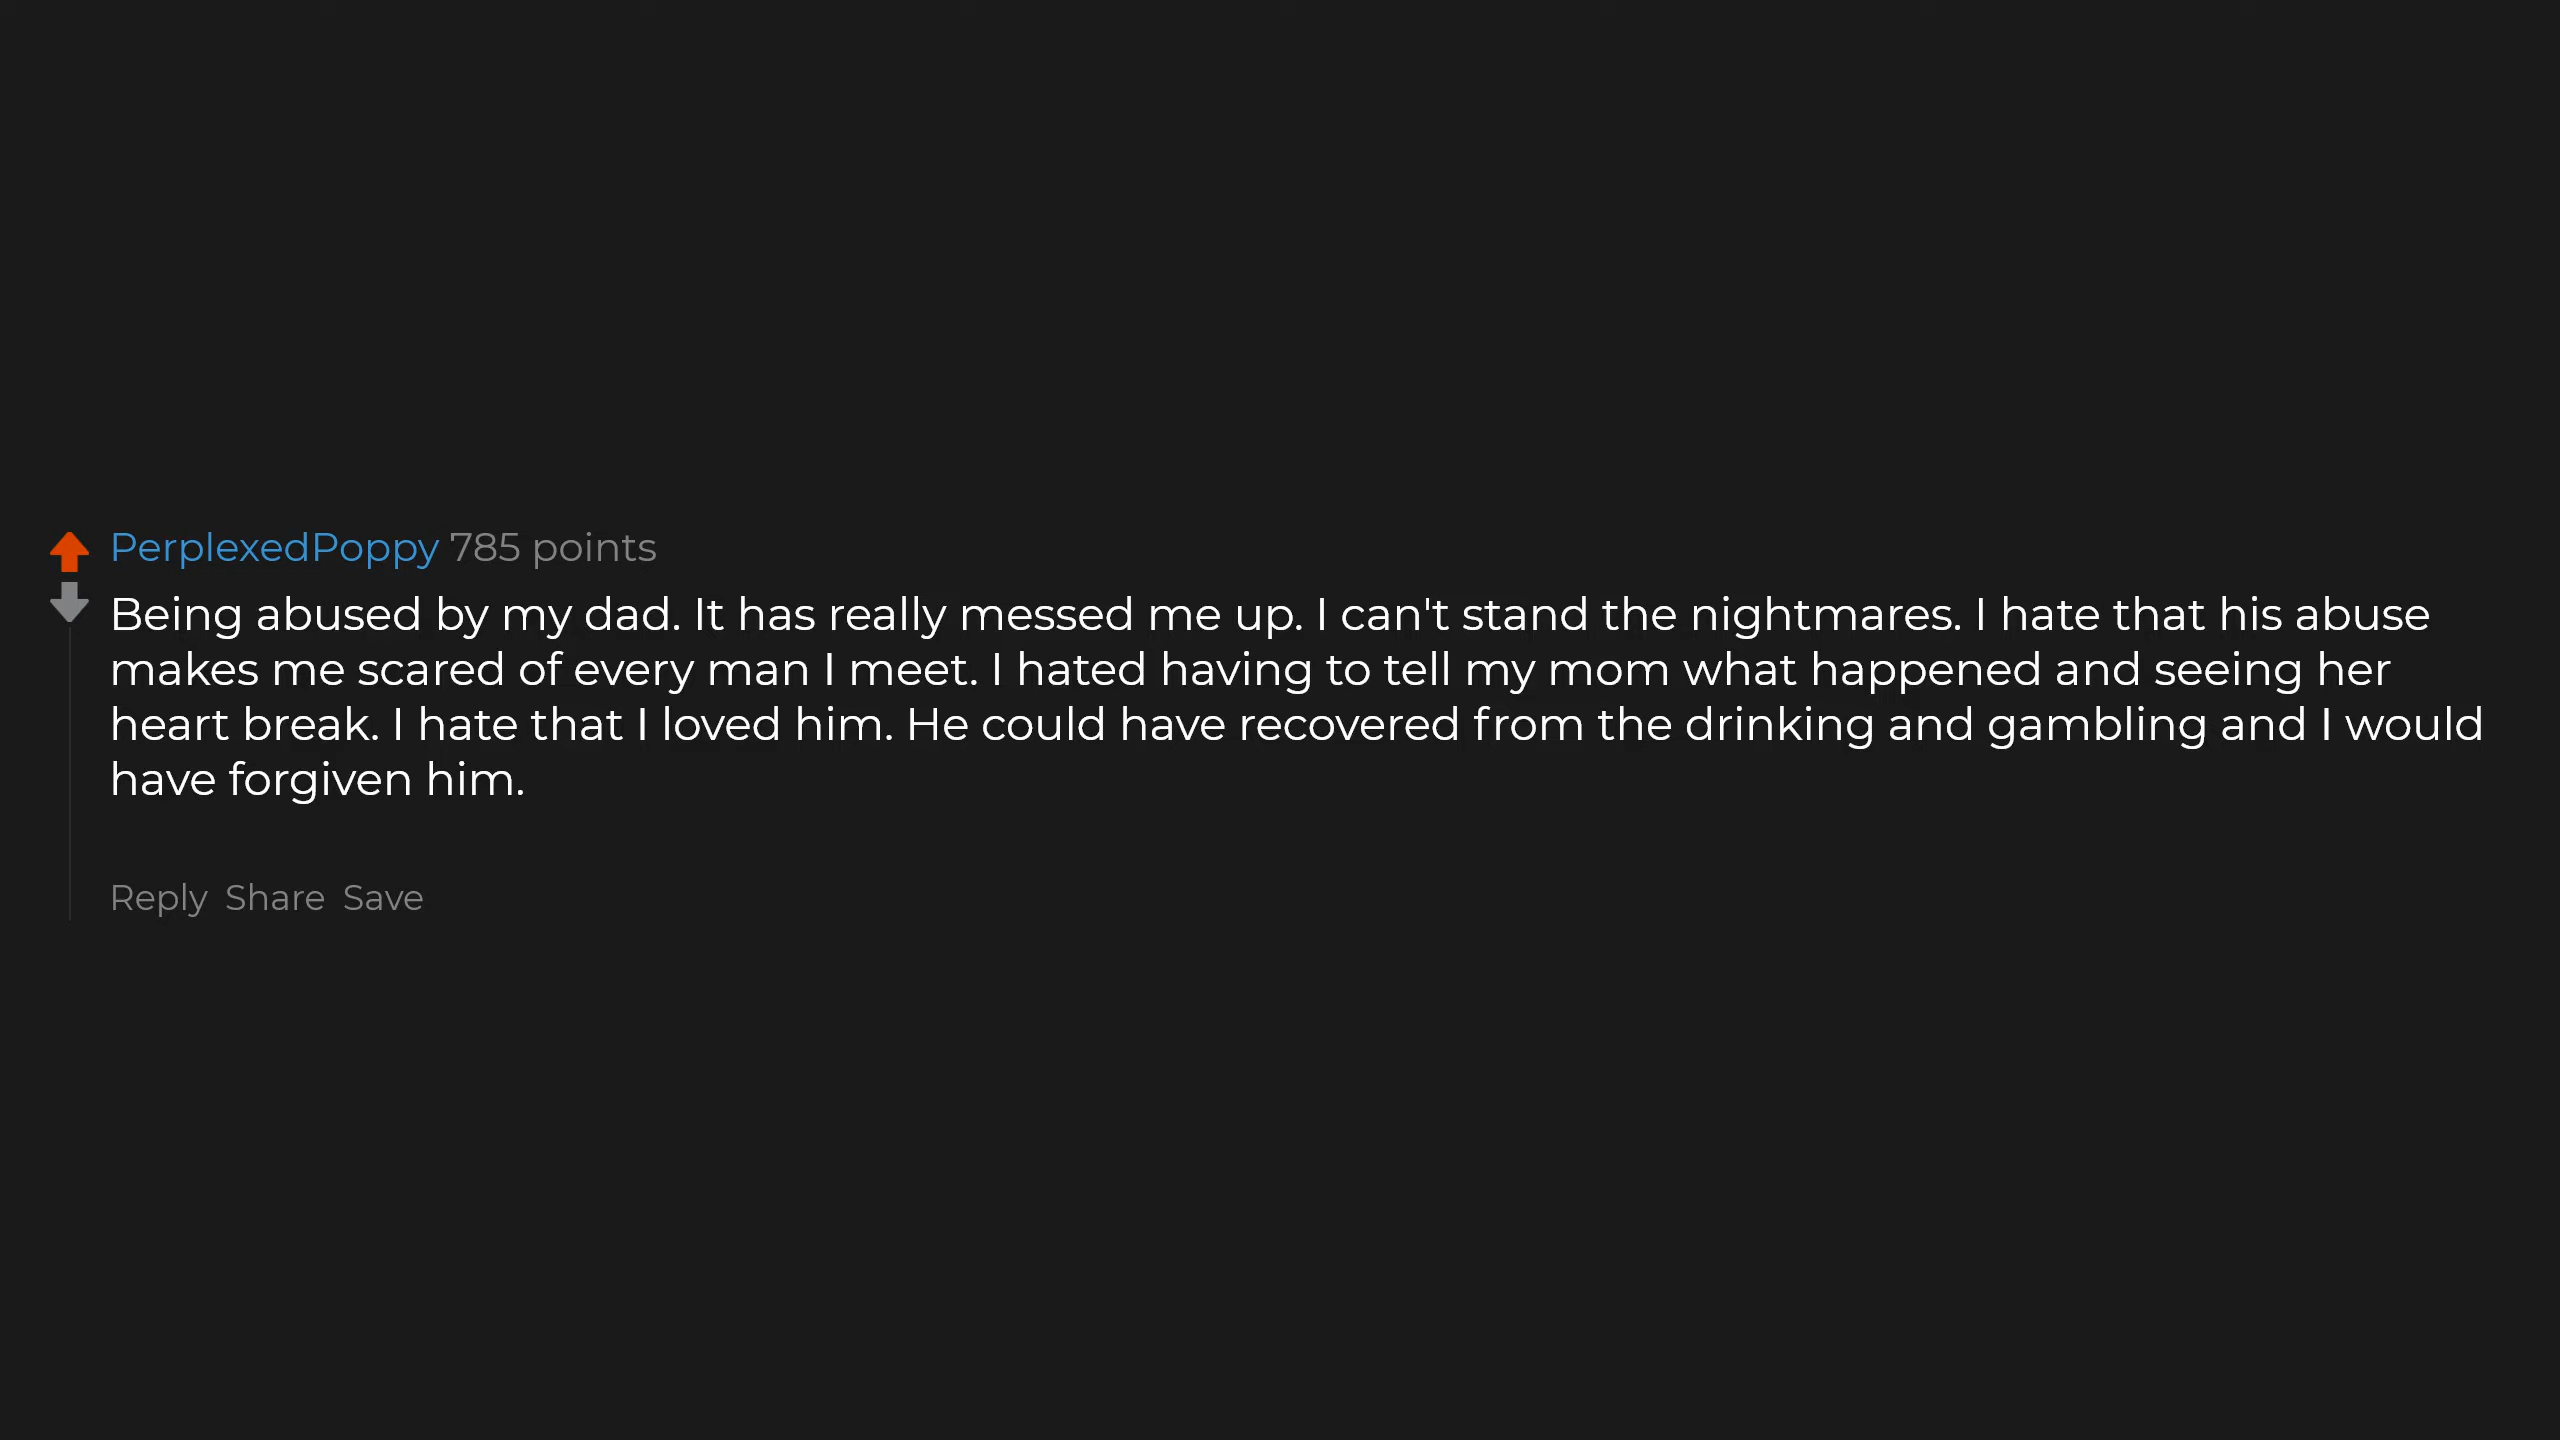 PerplexedPoppy 785 points
Being abused by my dad. It has really messed me up. I can't stand the nightmares. I hate that his abuse
makes me scared of every man I meet. I hated having to tell my mom what happened and seeing her
heart break. I hate that I loved him. He could have recovered from the drinking and gambling and I would
have forgiven him.
Reply Share Save